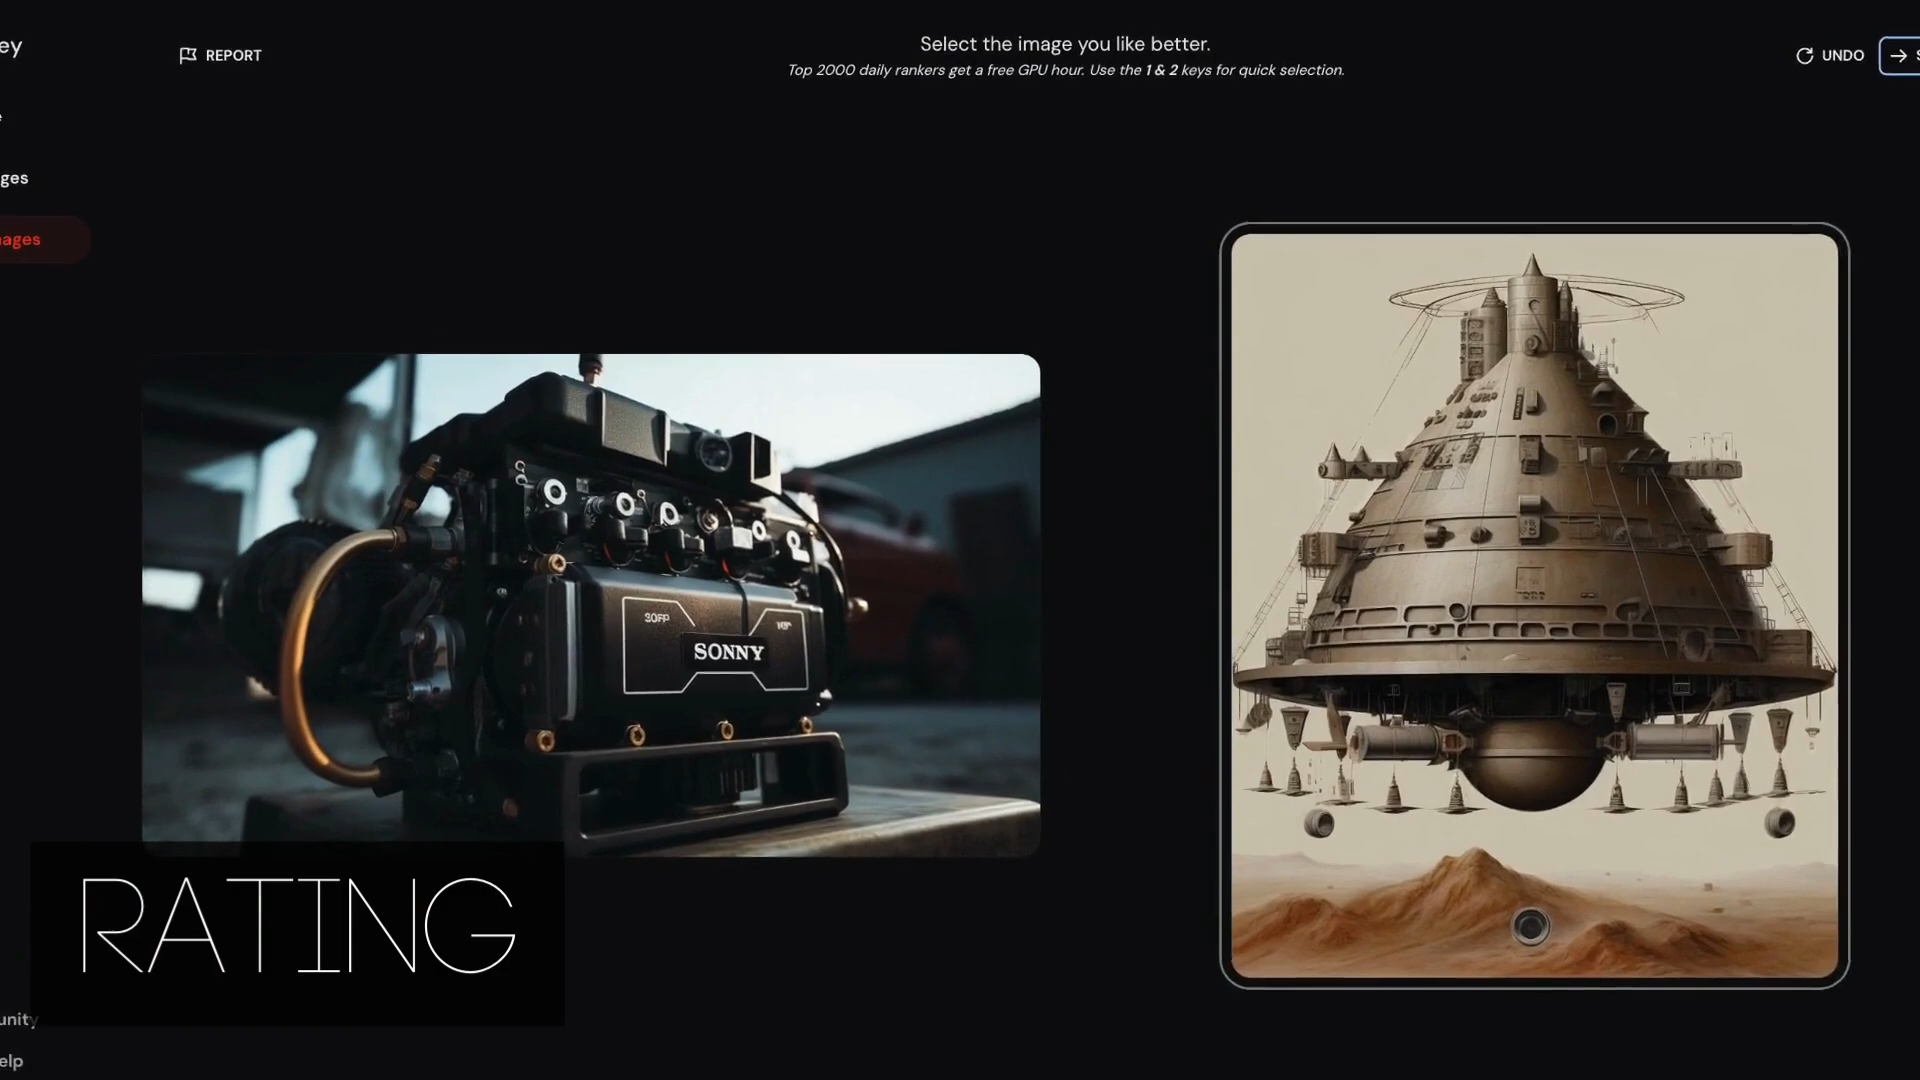 ey
REPORT
Select the image you like better.
Top 2000 daily rankers get a free GPU hour. Use the 1 & 2 keys for quick selection.
UNDO
e
ges
ages
SONNY
RATING
unity
elp